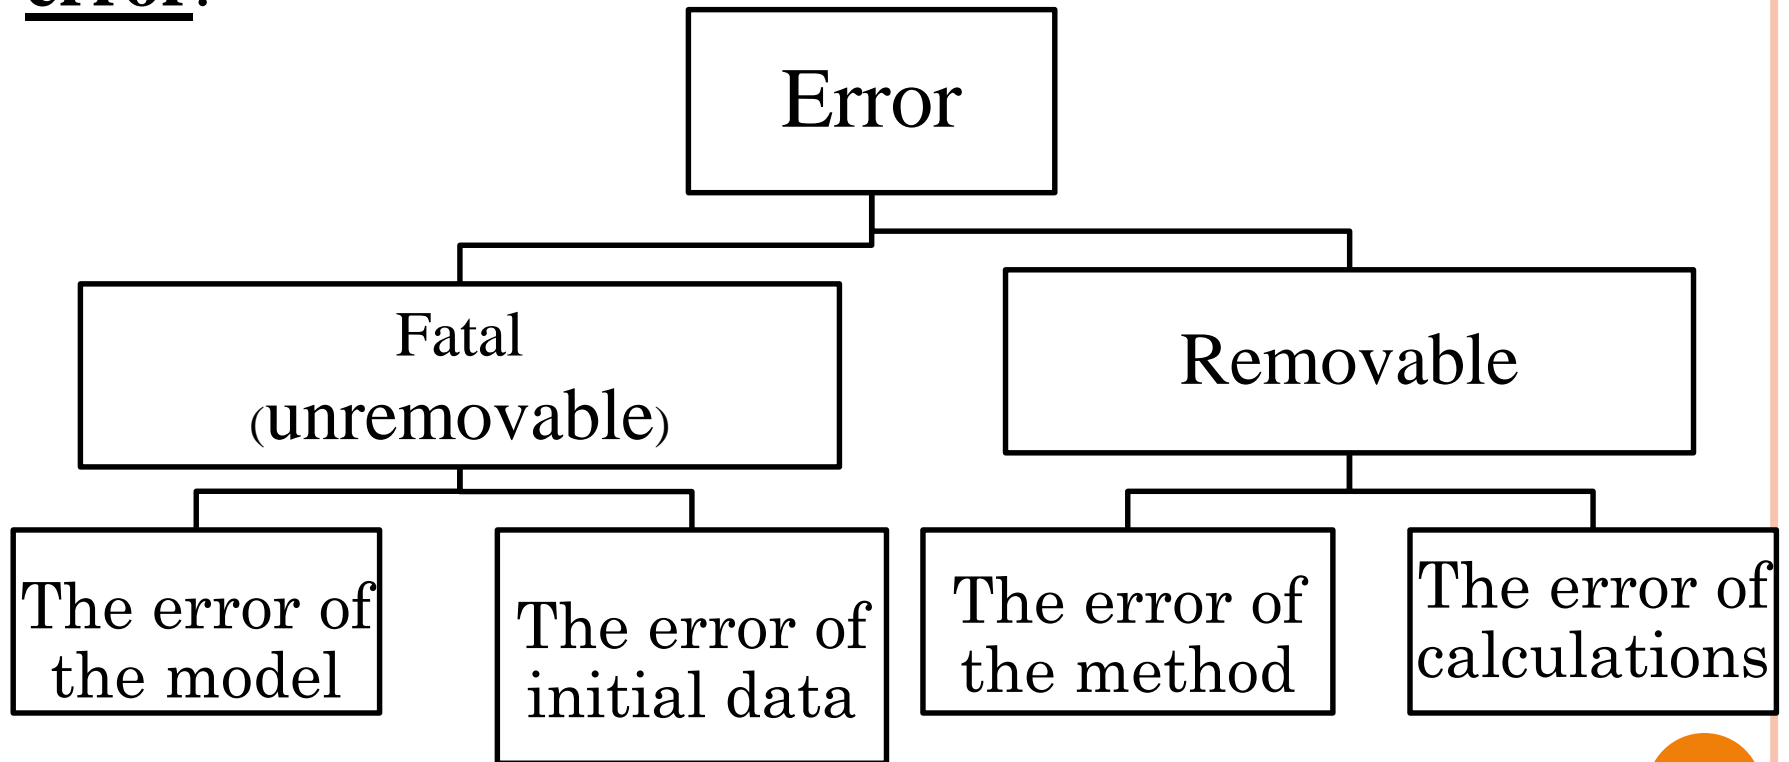 error:
Error
Fatal
(unremovable)
Removable
The error of
the model
The error of
initial data
The error of
the method
The error of
calculations